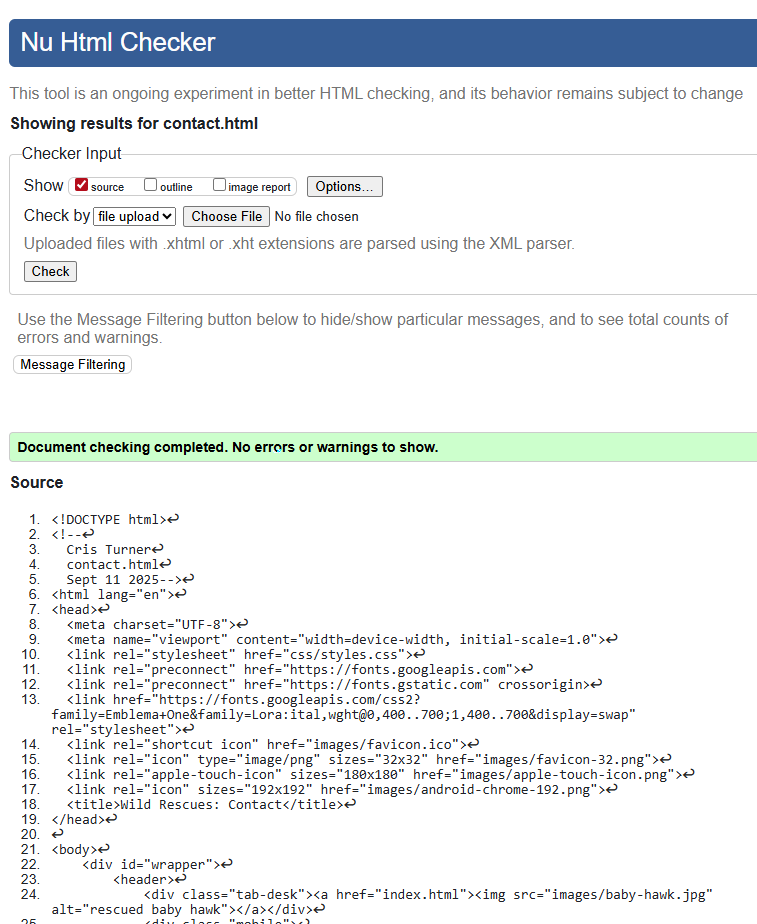 Nu Html Checker
This tool is an ongoing experiment in better HTML checking, and its behavior remains subject to change
Showing results for contact.html
Checker Input
Show source outline image report Options...
Check by file upload Choose File No file chosen
Uploaded files with .xhtml or .xht extensions are parsed using the XML parser.
Check
Use the Message Filtering button below to hide/show particular messages, and to see total counts of
errors and warnings.
Message Filtering
Document checking completed. No errors or warnings to show.
Source
1. <!DOCTYPE html>↩
2. <!--↩
3.   Cris Turner↩
4.   contact.html↩
5.   Sept 11 2025-->↩
6. <html lang="en">↩
7. <head>↩
8.   <meta charset="UTF-8">↩
9.   <meta name="viewport" content="width=device-width, initial-scale=1.0">↩
10.   <link rel="stylesheet" href="css/styles.css">↩
11.   <link rel="preconnect" href="https://fonts.googleapis.com">↩
12.   <link rel="preconnect" href="https://fonts.gstatic.com" crossorigin>↩
13.   <link href="https://fonts.googleapis.com/css2?
family=Emblema+One&family=Lora:ital,wght@0,400..700;1,400..700&display=swap"
rel="stylesheet">↩
14.   <link rel="shortcut icon" href="images/favicon.ico">↩
15.   <link rel="icon" type="image/png" sizes="32x32" href="images/favicon-32.png">↩
16.   <link rel="apple-touch-icon" sizes="180x180" href="images/apple-touch-icon.png">↩
17.   <link rel="icon" sizes="192x192" href="images/android-chrome-192.png">↩
18.   <title>Wild Rescues: Contact</title>↩
19. </head>↩
20. ↩
21. <body>↩
22.     <div id="wrapper">↩
23.         <header>↩
24.             <div class="tab-desk"><a href="index.html"><img src="images/baby-hawk.jpg"
alt="rescued baby hawk"></a></div>↩
25.             <div class="mobile">↩